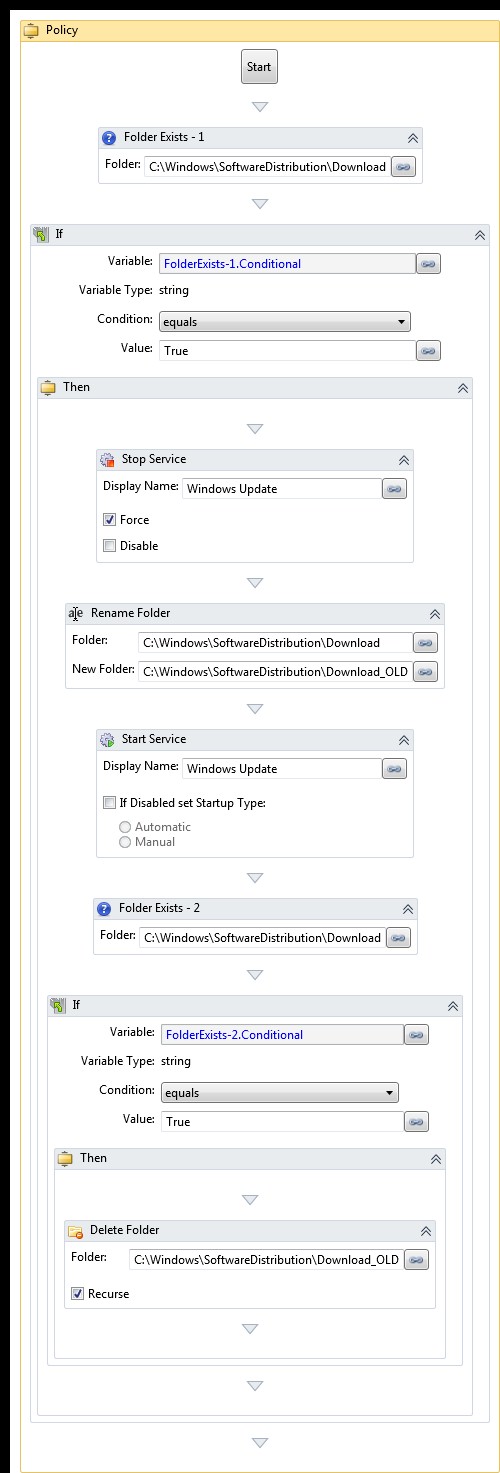 Policy
Start
Folder Exists - 1
Folder: C:\Windows\SoftwareDistribution\Download
If
Variable: FolderExists-1.Conditional
Variable Type: string
Condition: equals
Value: True
Then
Stop Service
Display Name: Windows Update
Force
Disable
a/e Rename Folder
Folder: C:\Windows\SoftwareDistribution\Download
New Folder: C:\Windows\SoftwareDistribution\Download_OLD
Start Service
Display Name: Windows Update
If Disabled set Startup Type:
Automatic
Manual
Folder Exists - 2
Folder: C:\Windows\SoftwareDistribution\Download
If
Variable: FolderExists-2.Conditional
Variable Type: string
Condition: equals
Value: True
Then
Delete Folder
Folder: C:\Windows\SoftwareDistribution\Download_OLD
Recurse